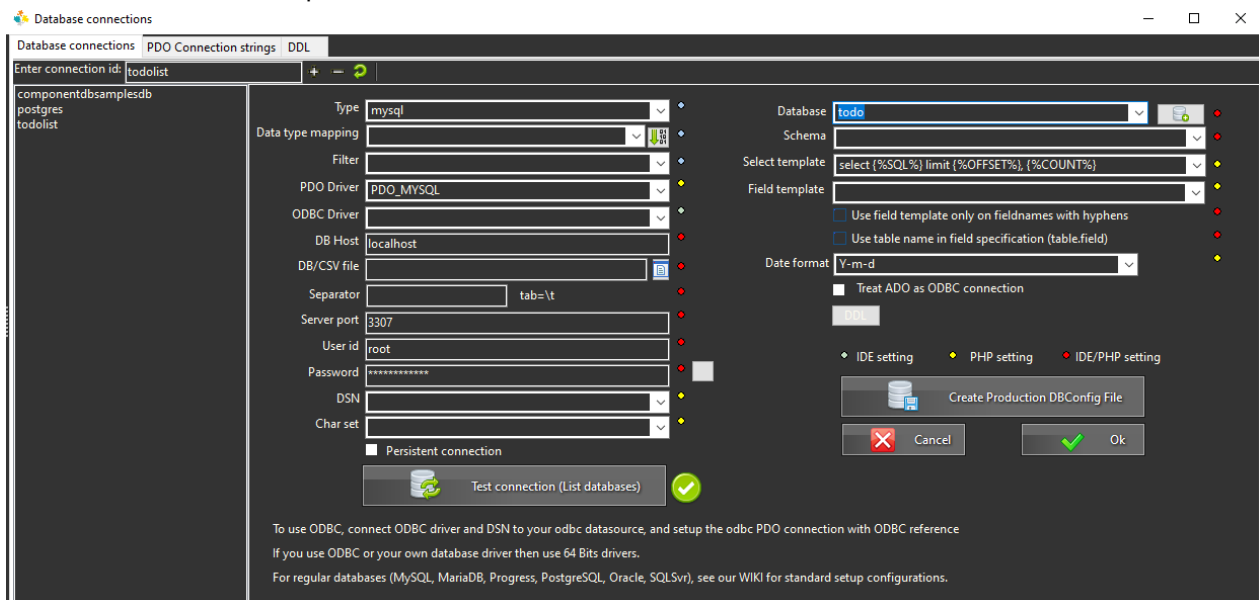 Database connections
Database connections PDO Connection strings DDL
Enter connection id: todolist + −
componentdbsamplesdb
postgres
todolist
Type mysql
Data type mapping
Filter
PDO Driver PDO_MYSQL
ODBC Driver
DB Host localhost
DB/CSV file
Separator tab=\t
Server port 3307
User id root
Password ************
DSN
Char set
Persistent connection
Test connection (List databases)
Database todo
Schema
Select template select {%SQL%} limit {%OFFSET%}, {%COUNT%}
Field template
Use field template only on fieldnames with hyphens
Use table name in field specification (table.field)
Date format Y-m-d
Treat ADO as ODBC connection
DDL
IDE setting PHP setting IDE/PHP setting
Create Production DBConfig File
Cancel Ok
To use ODBC, connect ODBC driver and DSN to your odbc datasource, and setup the odbc PDO connection with ODBC reference
If you use ODBC or your own database driver then use 64 Bits drivers.
For regular databases (MySQL, MariaDB, Progress, PostgreSQL, Oracle, SQLSvr), see our WIKI for standard setup configurations.